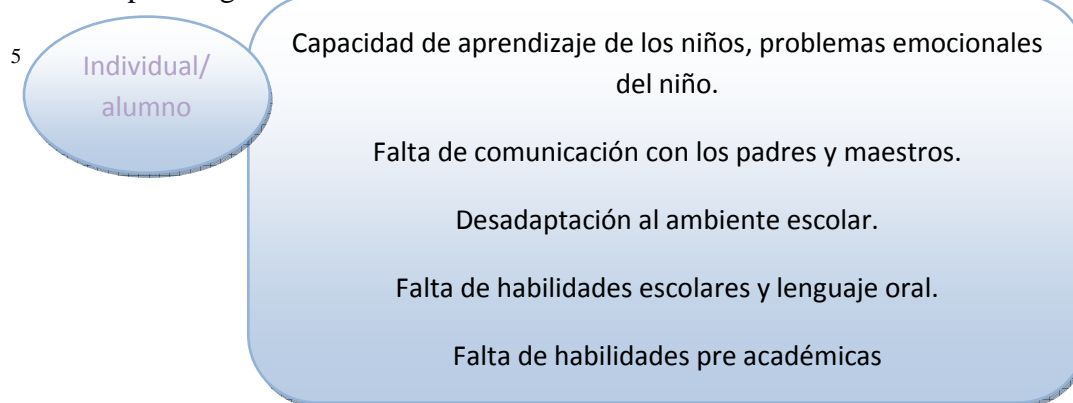 5
Individual/
alumno
Capacidad de aprendizaje de los niños, problemas emocionales
del niño.
Falta de comunicación con los padres y maestros.
Desadaptación al ambiente escolar.
Falta de habilidades escolares y lenguaje oral.
Falta de habilidades pre académicas